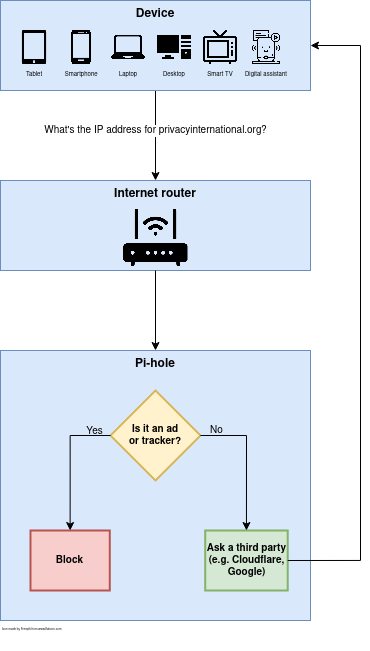 Device
Tablet Smartphone Laptop Desktop Smart TV Digital assistant
What's the IP address for privacyinternational.org?
Internet router
Pi-hole
Is it an ad
or tracker?
Yes
No
Block
Ask a third party
(e.g. Cloudflare,
Google)